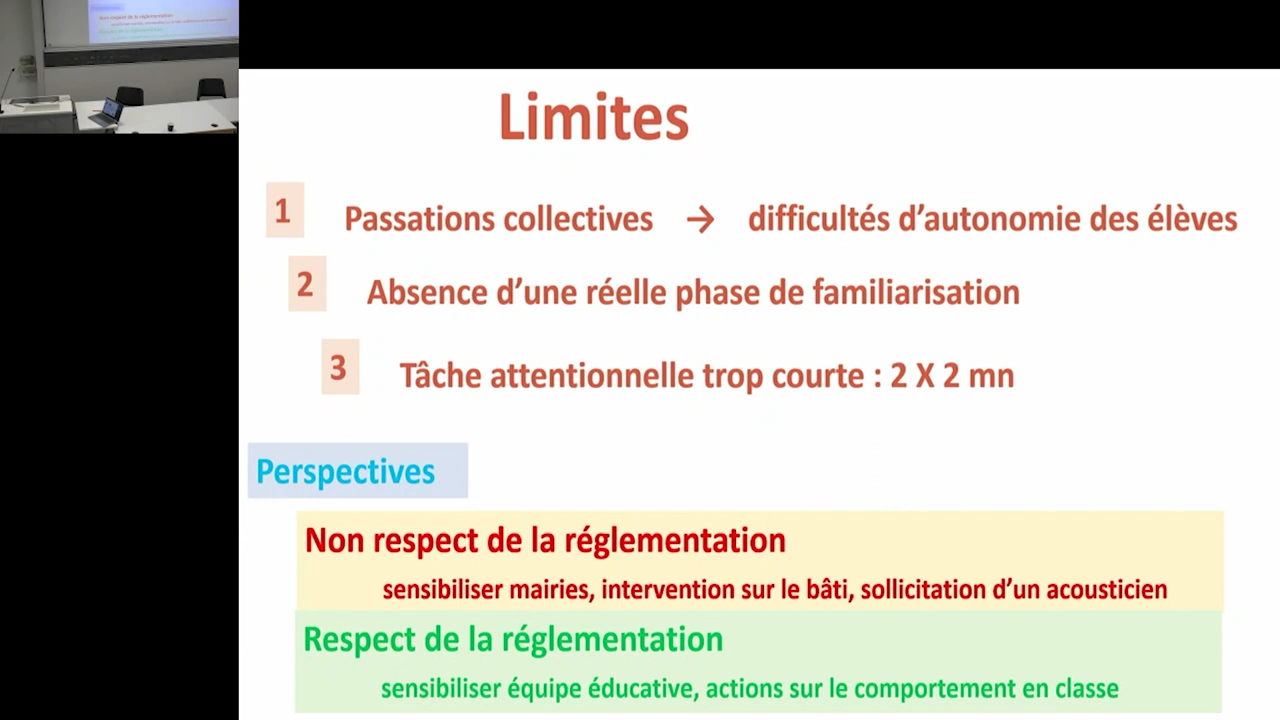 Limites
1 Passations collectives → difficultés d’autonomie des élèves
2 Absence d’une réelle phase de familiarisation
3 Tâche attentionnelle trop courte : 2 X 2 mn
Perspectives
Non respect de la réglementation
sensibiliser mairies, intervention sur le bâti, sollicitation d’un acousticien
Respect de la réglementation
sensibiliser équipe éducative, actions sur le comportement en classe